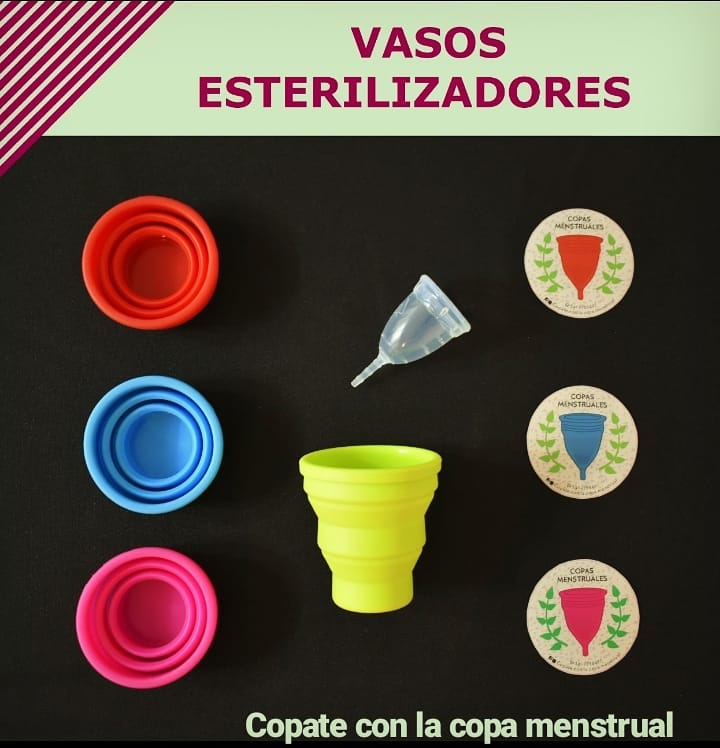 VASOS
ESTERILIZADORES
COPAS
MENSTRUALES
COPAS
MENSTRUALES
COPAS
MENSTRUALES
Copate con la copa menstrual